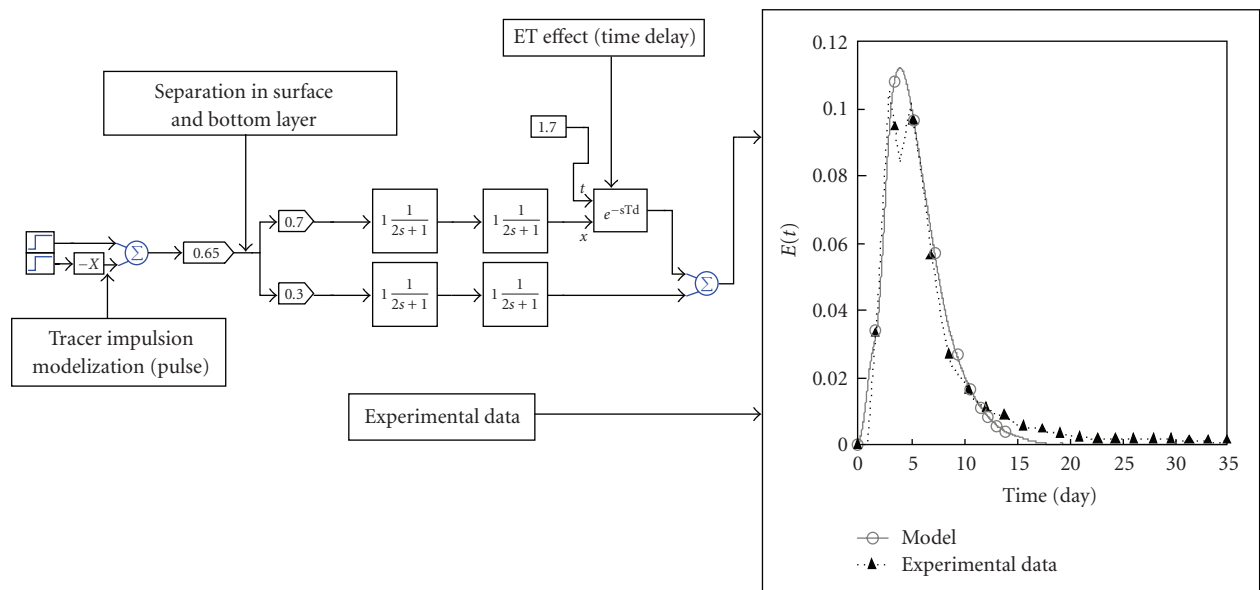 ET effect (time delay)
Separation in surface
and bottom layer
1.7
t
x
e^−sTd
0.7
1 1/(2s + 1)
1 1/(2s + 1)
−X
Σ
0.65
0.3
1 1/(2s + 1)
1 1/(2s + 1)
Σ
Tracer impulsion
modelization (pulse)
Experimental data
E(t)
0.12
0.1
0.08
0.06
0.04
0.02
0
0 5 10 15 20 25 30 35
Time (day)
Model
Experimental data